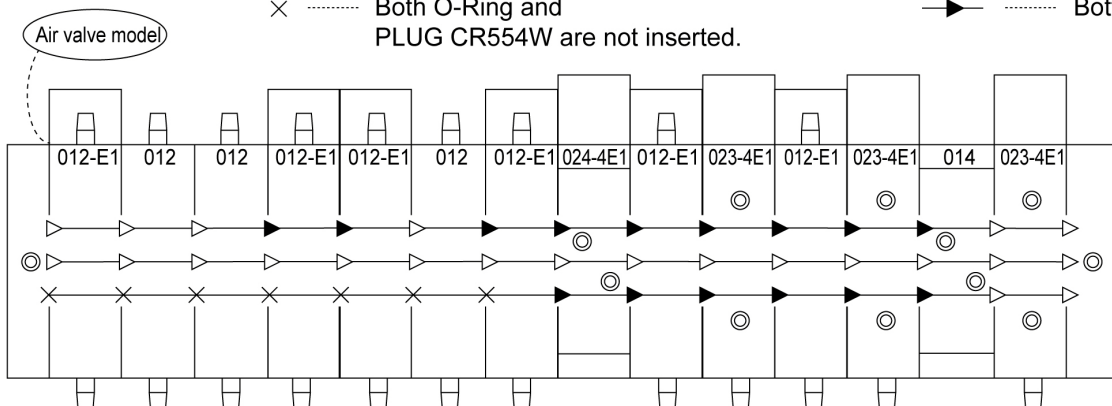 × ········ Both O-Ring and
PLUG CR554W are not inserted.
Bot
Air valve model
012-E1 012 012 012-E1 012-E1 012 012-E1 024-4E1 012-E1 023-4E1 012-E1 023-4E1 014 023-4E1